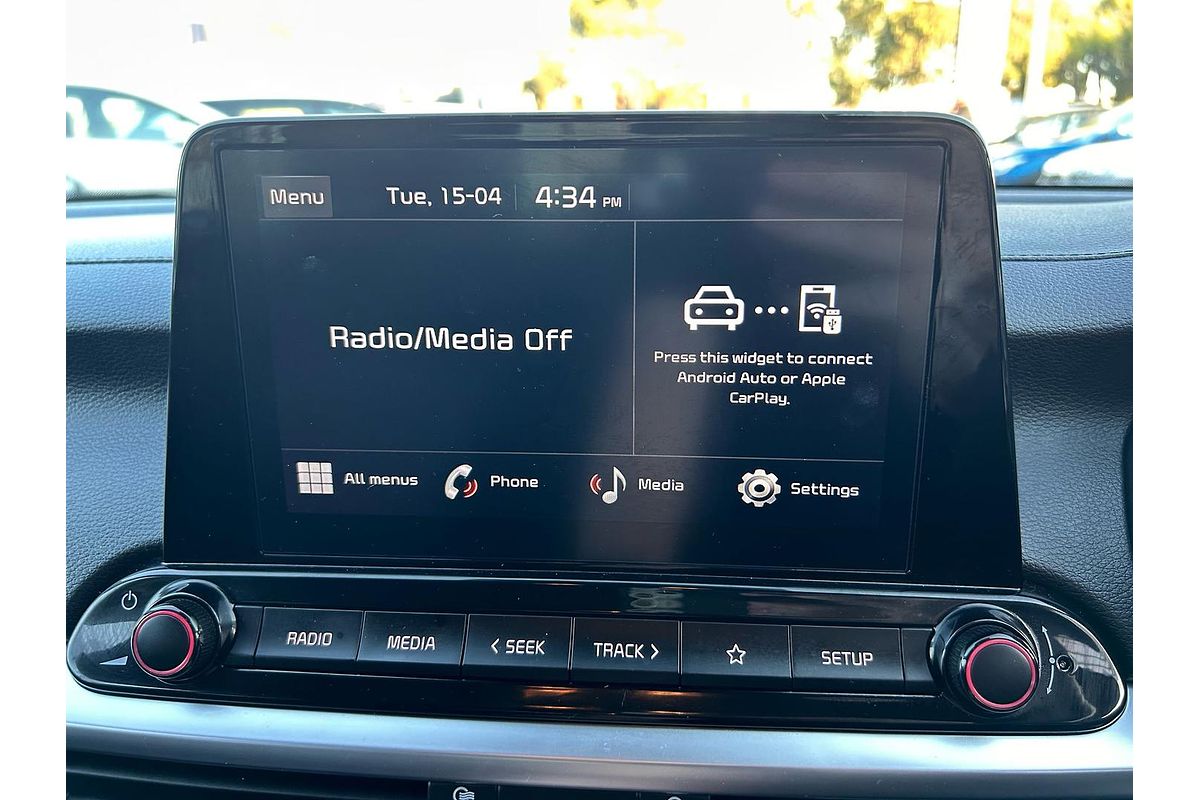 Menu Tue, 15-04 4:34 PM
Radio/Media Off
Press this widget to connect
Android Auto or Apple
CarPlay.
All menus Phone Media Settings
RADIO MEDIA < SEEK TRACK > SETUP